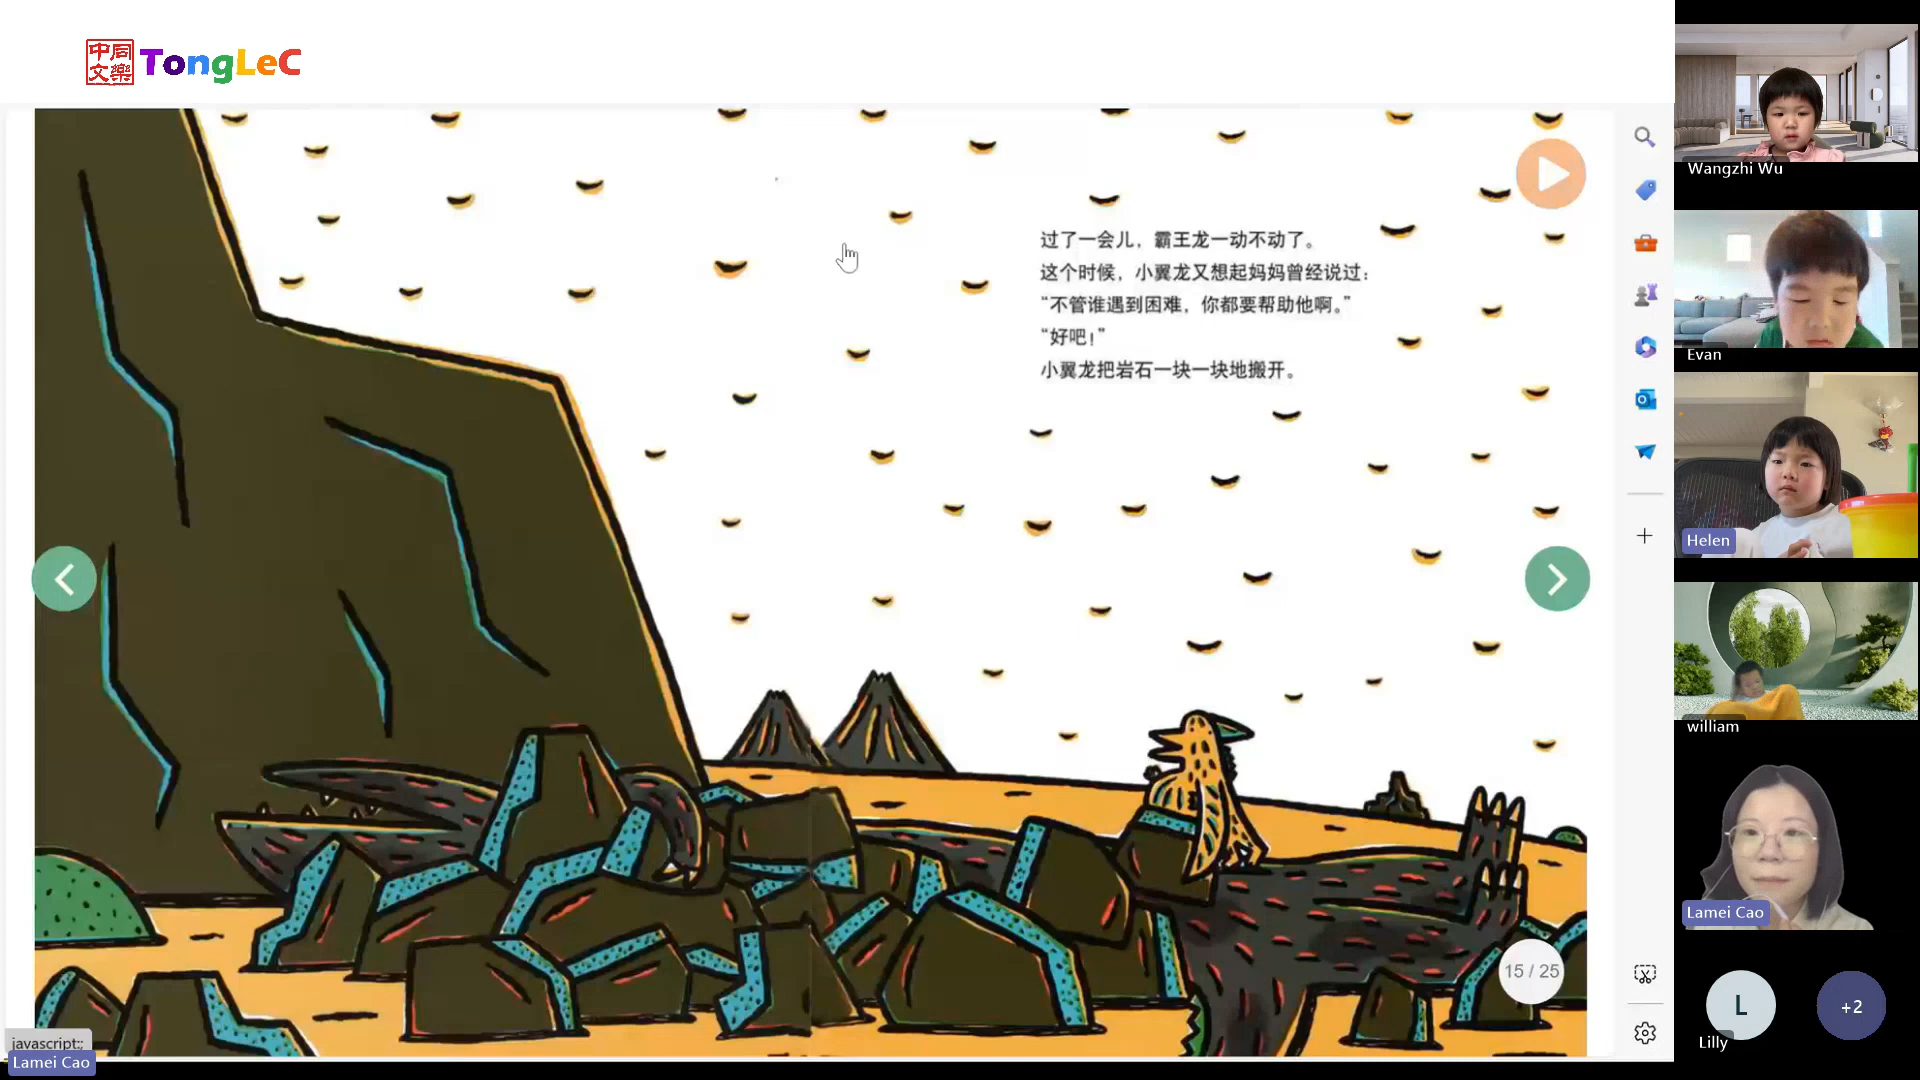 中同
文樂
TongLeC
过了一会儿，霸王龙一动不动了。
这个时候，小翼龙又想起妈妈曾经说过：
“不管谁遇到困难，你都要帮助他啊。”
“好吧！”
小翼龙把岩石一块一块地搬开。
15 / 25
javascript:;
Lamei Cao
Wangzhi Wu
Evan
Helen
william
Lamei Cao
L
Lilly
+2